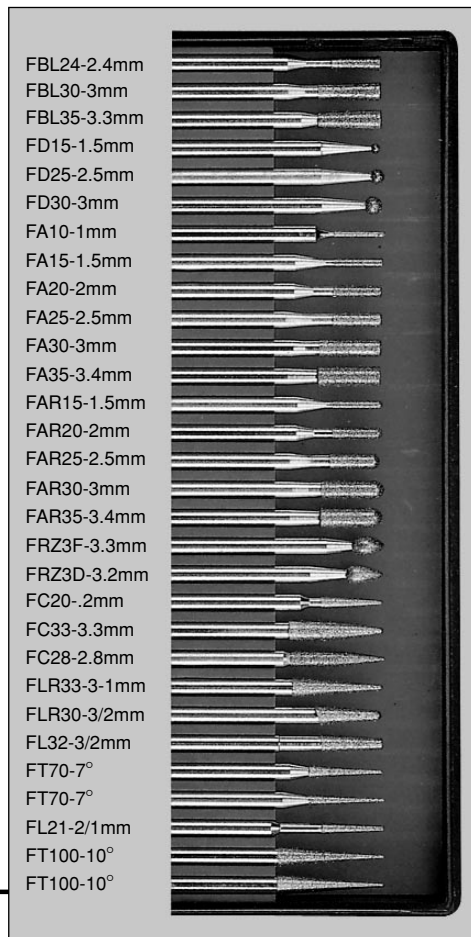 FBL24-2.4mm
FBL30-3mm
FBL35-3.3mm
FD15-1.5mm
FD25-2.5mm
FD30-3mm
FA10-1mm
FA15-1.5mm
FA20-2mm
FA25-2.5mm
FA30-3mm
FA35-3.4mm
FAR15-1.5mm
FAR20-2mm
FAR25-2.5mm
FAR30-3mm
FAR35-3.4mm
FRZ3F-3.3mm
FRZ3D-3.2mm
FC20-.2mm
FC33-3.3mm
FC28-2.8mm
FLR33-3-1mm
FLR30-3/2mm
FL32-3/2mm
FT70-7°
FT70-7°
FL21-2/1mm
FT100-10°
FT100-10°